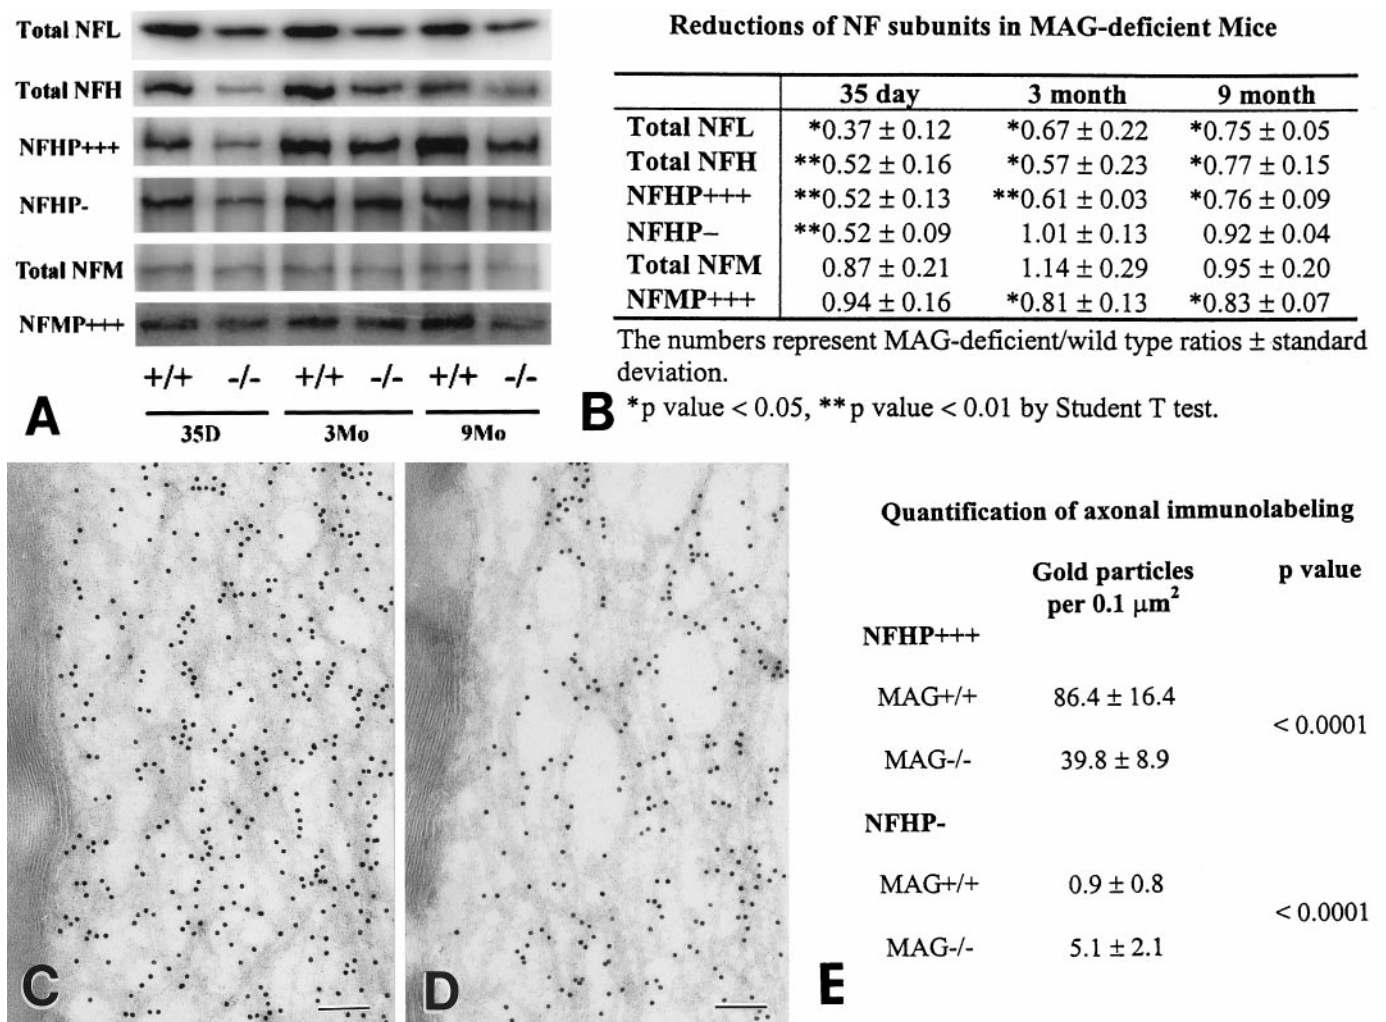 Total NFL
Total NFH
NFHP+++
NFHP-
Total NFM
NFMP+++
+/+ -/- +/+ -/- +/+ -/-
35D 3Mo 9Mo
A
Reductions of NF subunits in MAG-deficient Mice
35 day 3 month 9 month
Total NFL *0.37 ± 0.12 *0.67 ± 0.22 *0.75 ± 0.05
Total NFH **0.52 ± 0.16 *0.57 ± 0.23 *0.77 ± 0.15
NFHP+++ **0.52 ± 0.13 **0.61 ± 0.03 *0.76 ± 0.09
NFHP– **0.52 ± 0.09 1.01 ± 0.13 0.92 ± 0.04
Total NFM 0.87 ± 0.21 1.14 ± 0.29 0.95 ± 0.20
NFMP+++ 0.94 ± 0.16 *0.81 ± 0.13 *0.83 ± 0.07
The numbers represent MAG-deficient/wild type ratios ± standard
deviation.
*p value < 0.05, **p value < 0.01 by Student T test.
B
C
D
Quantification of axonal immunolabeling
Gold particles p value
per 0.1 μm²
NFHP+++
MAG+/+ 86.4 ± 16.4
< 0.0001
MAG-/- 39.8 ± 8.9
NFHP-
MAG+/+ 0.9 ± 0.8
< 0.0001
MAG-/- 5.1 ± 2.1
E